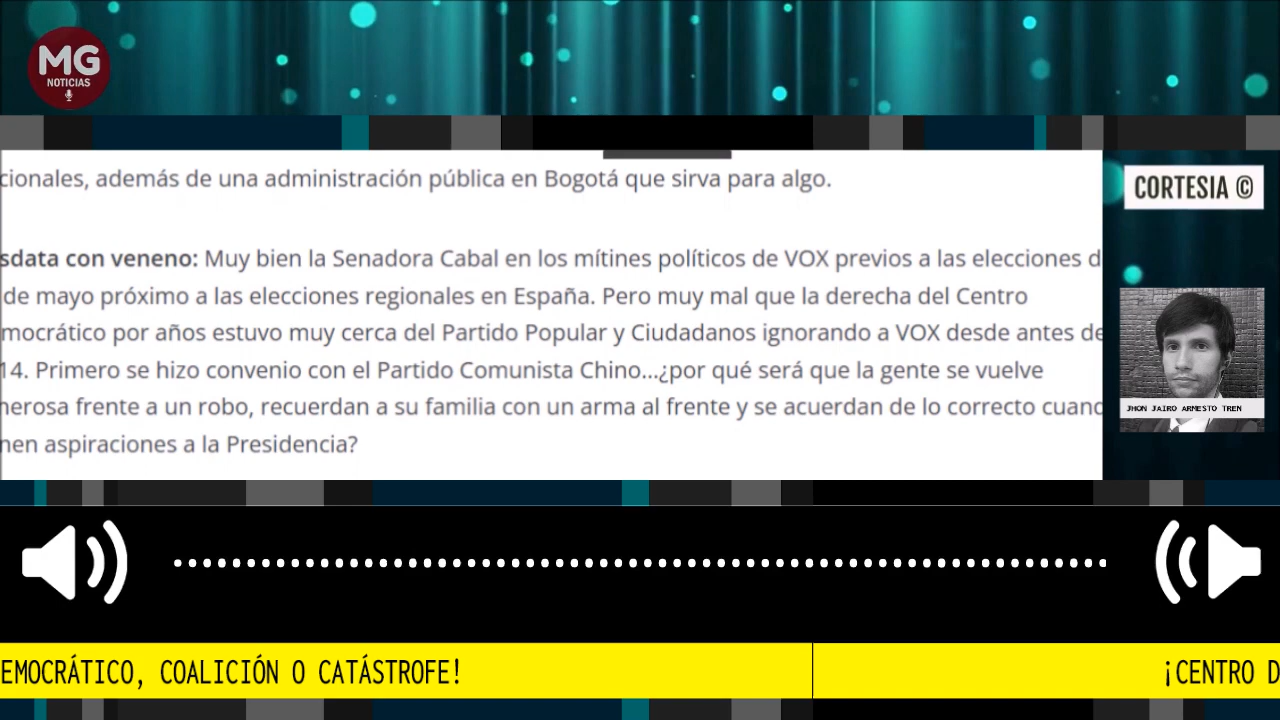 MG
NOTICIAS
cionales, además de una administración pública en Bogotá que sirva para algo.
CORTESIA ©
sdata con veneno: Muy bien la Senadora Cabal en los mítines políticos de VOX previos a las elecciones d
de mayo próximo a las elecciones regionales en España. Pero muy mal que la derecha del Centro
mocrático por años estuvo muy cerca del Partido Popular y Ciudadanos ignorando a VOX desde antes de
14. Primero se hizo convenio con el Partido Comunista Chino...¿por qué será que la gente se vuelve
nerosa frente a un robo, recuerdan a su familia con un arma al frente y se acuerdan de lo correcto cuand
nen aspiraciones a la Presidencia?
JHON JAIRO ARMESTO TREN
EMOCRÁTICO, COALICIÓN O CATÁSTROFE!
¡CENTRO D